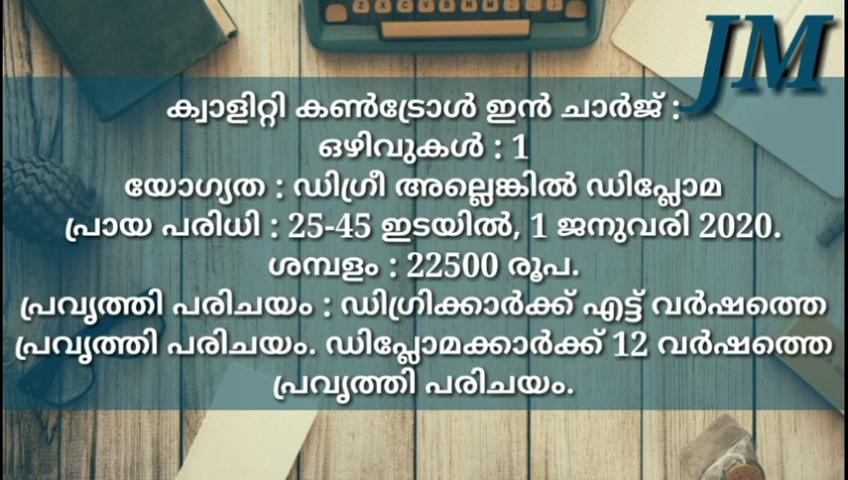 JM
ക്വാളിറ്റി കൺട്രോൾ ഇൻ ചാർജ് :
ഒഴിവുകൾ : 1
യോഗ്യത : ഡിഗ്രീ അല്ലെങ്കിൽ ഡിപ്ലോമ
പ്രായ പരിധി : 25-45 ഇടയിൽ, 1 ജനുവരി 2020.
ശമ്പളം : 22500 രൂപ.
പ്രവൃത്തി പരിചയം : ഡിഗ്രിക്കാർക്ക് എട്ട് വർഷത്തെ
പ്രവൃത്തി പരിചയം. ഡിപ്ലോമക്കാർക്ക് 12 വർഷത്തെ
പ്രവൃത്തി പരിചയം.